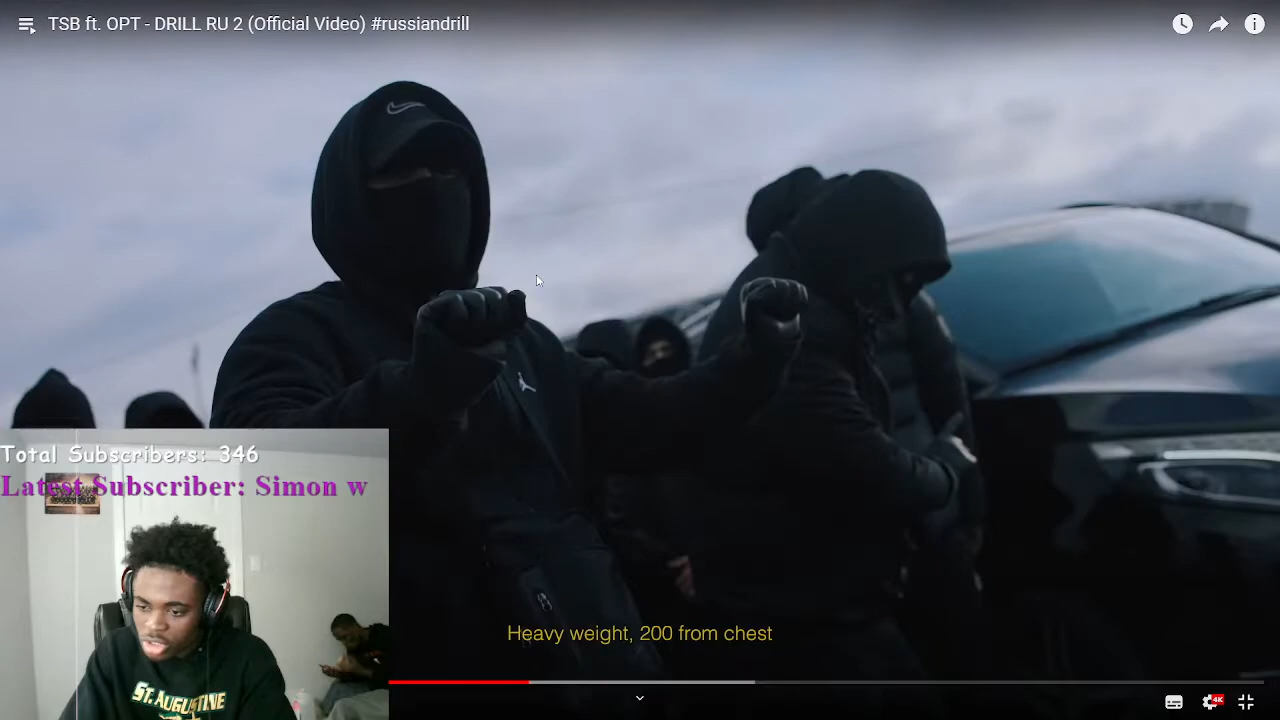 TSB ft. OPT - DRILL RU 2 (Official Video) #russiandrill
Total Subscribers: 346
Latest Subscriber: Simon w
ST. AUGUSTINE
Heavy weight, 200 from chest
4K